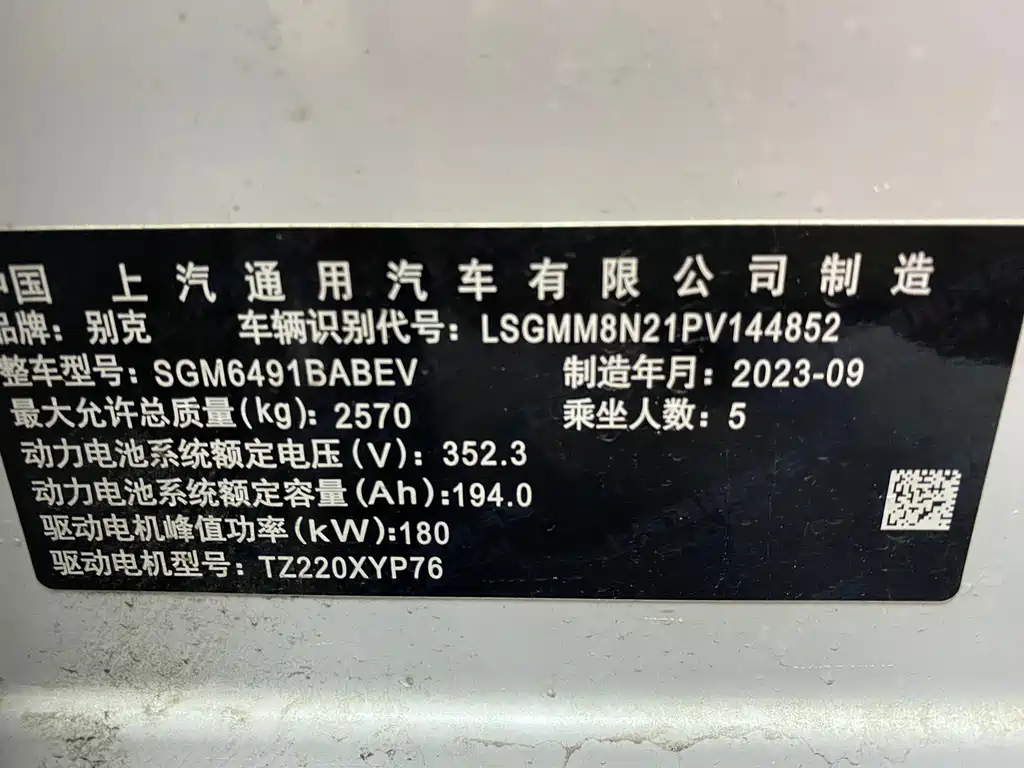 中国 上汽通用汽车有限公司制造
品牌：别克 车辆识别代号：LSGMM8N21PV144852
整车型号：SGM6491BABEV 制造年月：2023-09
最大允许总质量(kg)：2570 乘坐人数：5
动力电池系统额定电压(V)：352.3
动力电池系统额定容量(Ah):194.0
驱动电机峰值功率(kW):180
驱动电机型号：TZ220XYP76